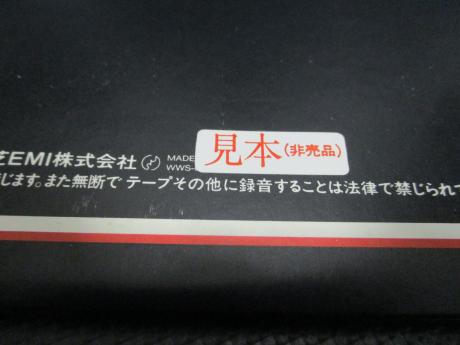 EMI株式会社 MADE 見本(非売品)
WWS-
じます。また無断で テープその他に録音することは法律で禁じられて